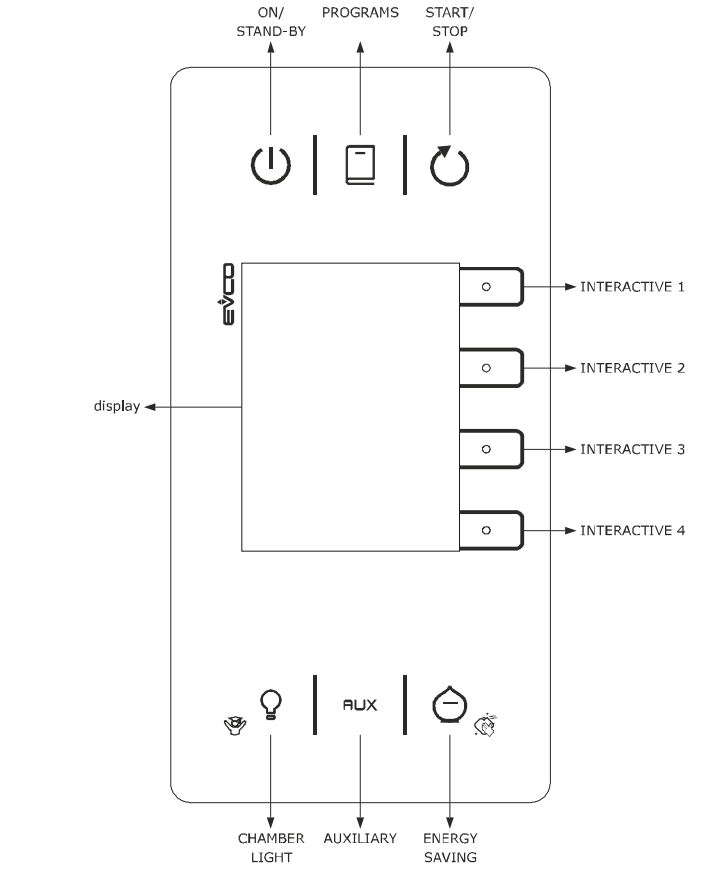 ON/
STAND-BY
PROGRAMS
START/
STOP
EVCO
INTERACTIVE 1
INTERACTIVE 2
display
INTERACTIVE 3
INTERACTIVE 4
AUX
CHAMBER
LIGHT
AUXILIARY
ENERGY
SAVING